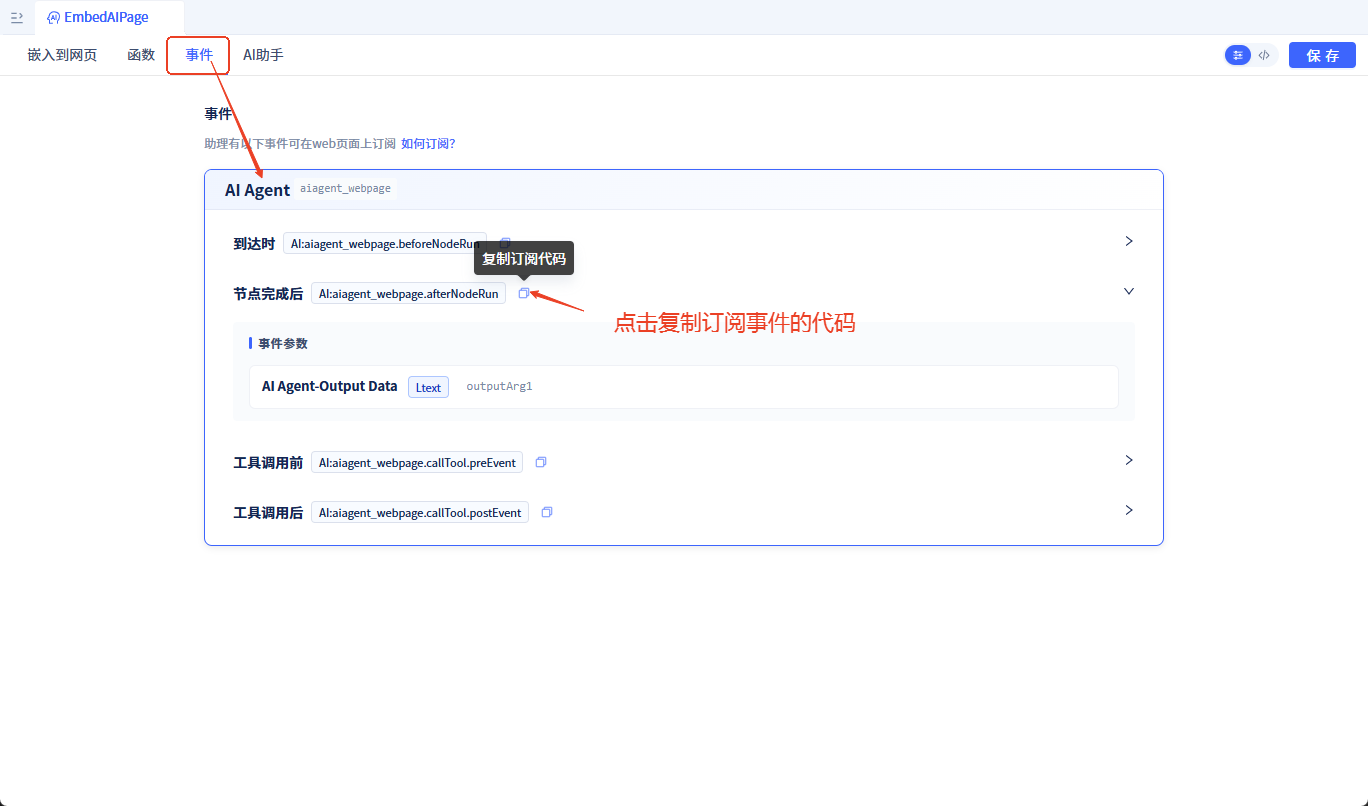 EmbedAIPage
嵌入到网页 函数 事件 AI助手 保存
事件
助理有以下事件可在web页面上订阅 如何订阅?
AI Agent aiagent_webpage
到达时 AI:aiagent_webpage.beforeNodeRun
复制订阅代码
节点完成后 AI:aiagent_webpage.afterNodeRun
点击复制订阅事件的代码
事件参数
AI Agent-Output Data Ltext outputArg1
工具调用前 AI:aiagent_webpage.callTool.preEvent
工具调用后 AI:aiagent_webpage.callTool.postEvent